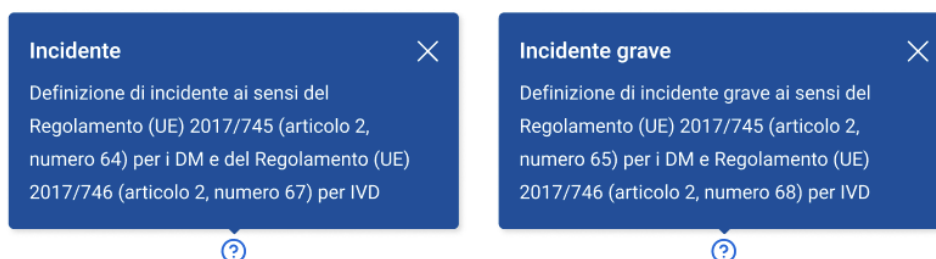 Incidente
Definizione di incidente ai sensi del
Regolamento (UE) 2017/745 (articolo 2,
numero 64) per i DM e del Regolamento (UE)
2017/746 (articolo 2, numero 67) per IVD
Incidente grave
Definizione di incidente grave ai sensi del
Regolamento (UE) 2017/745 (articolo 2,
numero 65) per i DM e Regolamento (UE)
2017/746 (articolo 2, numero 68) per IVD